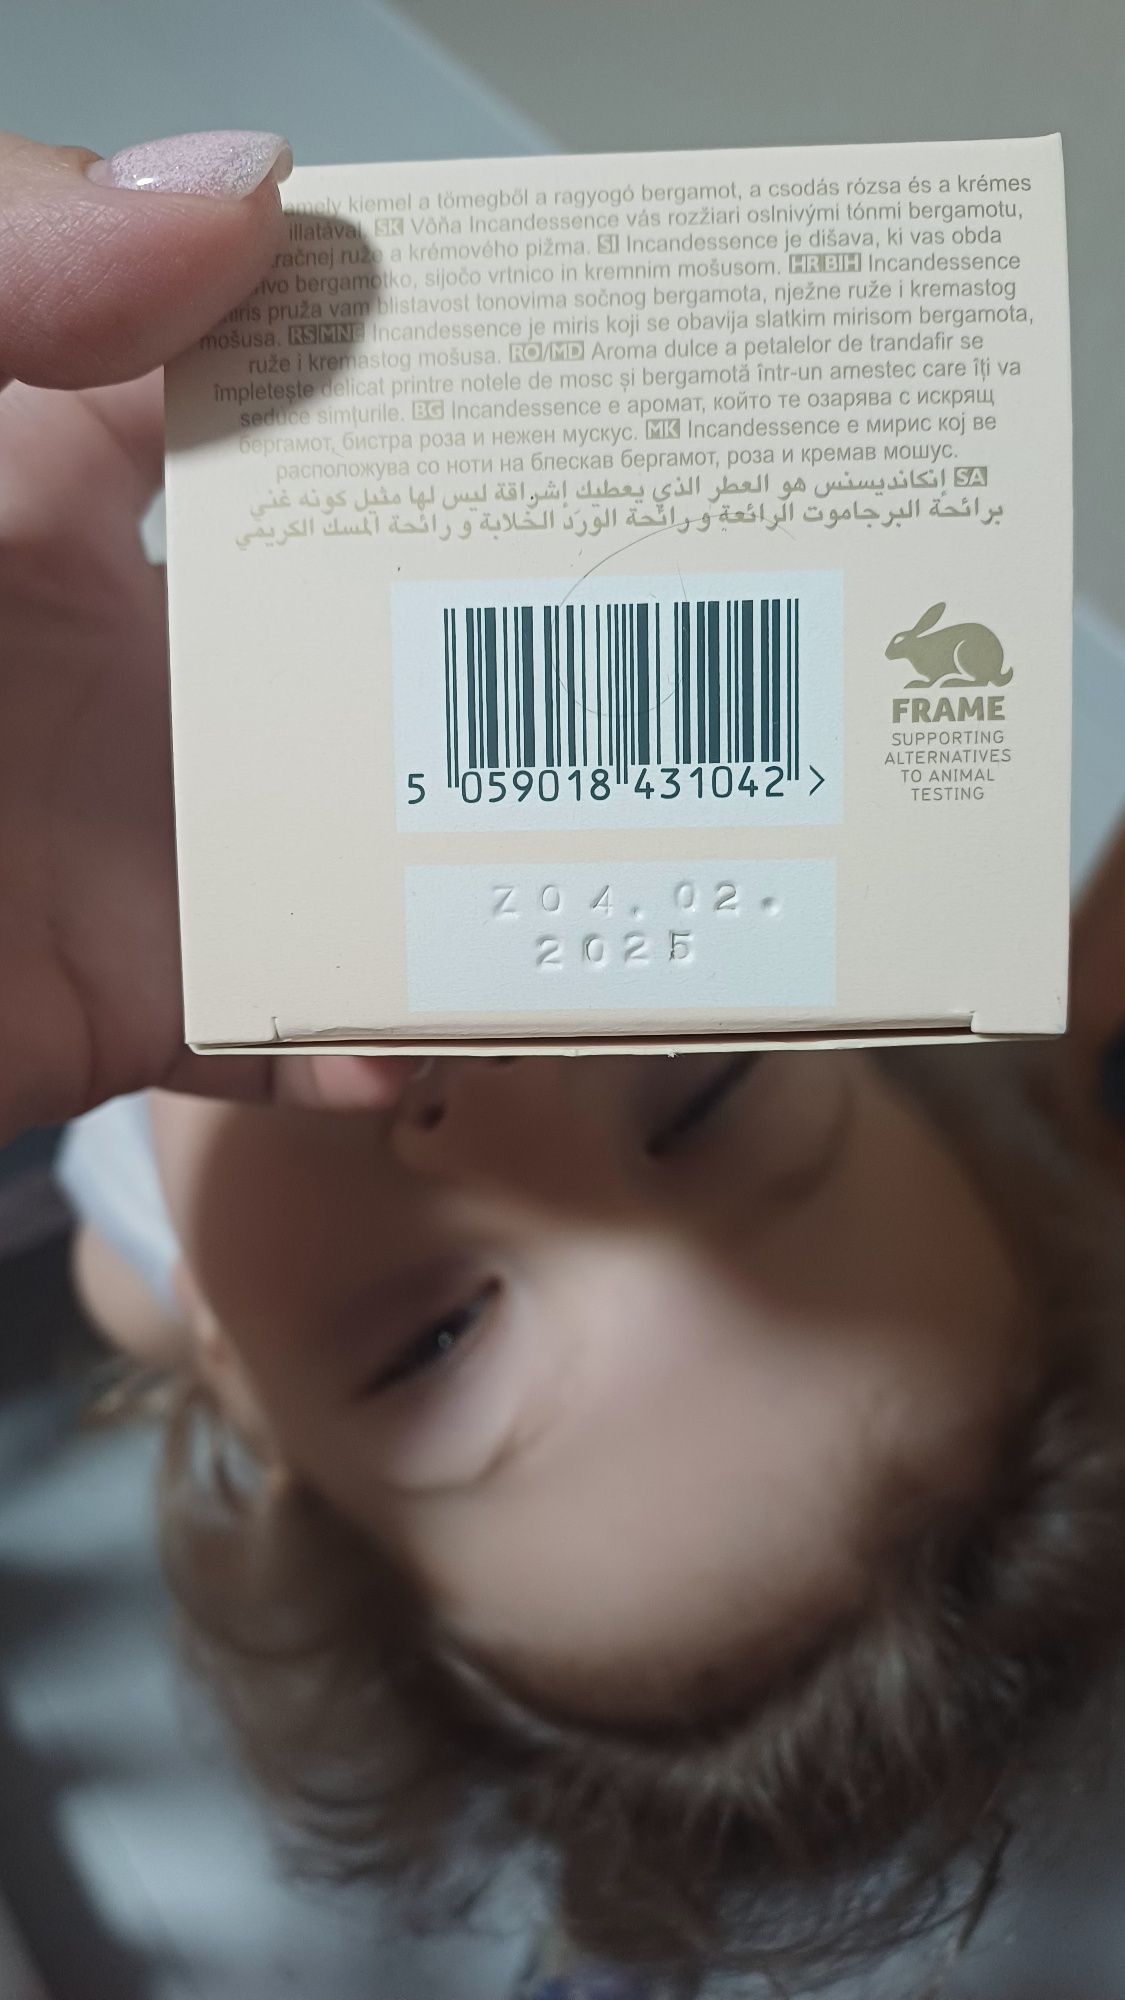 amely kiemel a tömegből a ragyogó bergamot, a csodás rózsa és a krémes
illatával. SK Vôňa Incandessence vás rozžiari oslnivými tónmi bergamotu,
ruže a krémového pižma. SI Incandessence je dišava, ki vas obda
bergamotko, sijočo vrtnico in kremnim mošusom. HR BIH Incandessence
pruža vam blistavost tonovima sočnog bergamota, nježne ruže i kremastog
mošusa. RS MNE Incandessence je miris koji se obavija slatkim mirisom bergamota,
ruže i kremastog mošusa. RO/MD Aroma dulce a petalelor de trandafir se
împletește delicat printre notele de mosc și bergamotă într-un amestec care îți va
seduce simțurile. BG Incandessence е аромат, който те озарява с искрящ
бергамот, бистра роза и нежен мускус. MK Incandessence е мирис кој ве
расположува со ноти на блескав бергамот, роза и кремав мошус.
SA إنكانديسنس هو العطر الذي يعطيك إشراقة ليس لها مثيل كونه غني
برائحة البرجاموت الرائعة و رائحة الورد الخلابة و رائحة المسك الكريمي
5 059018 431042 >
FRAME
SUPPORTING
ALTERNATIVES
TO ANIMAL
TESTING
Z04.02.
2025